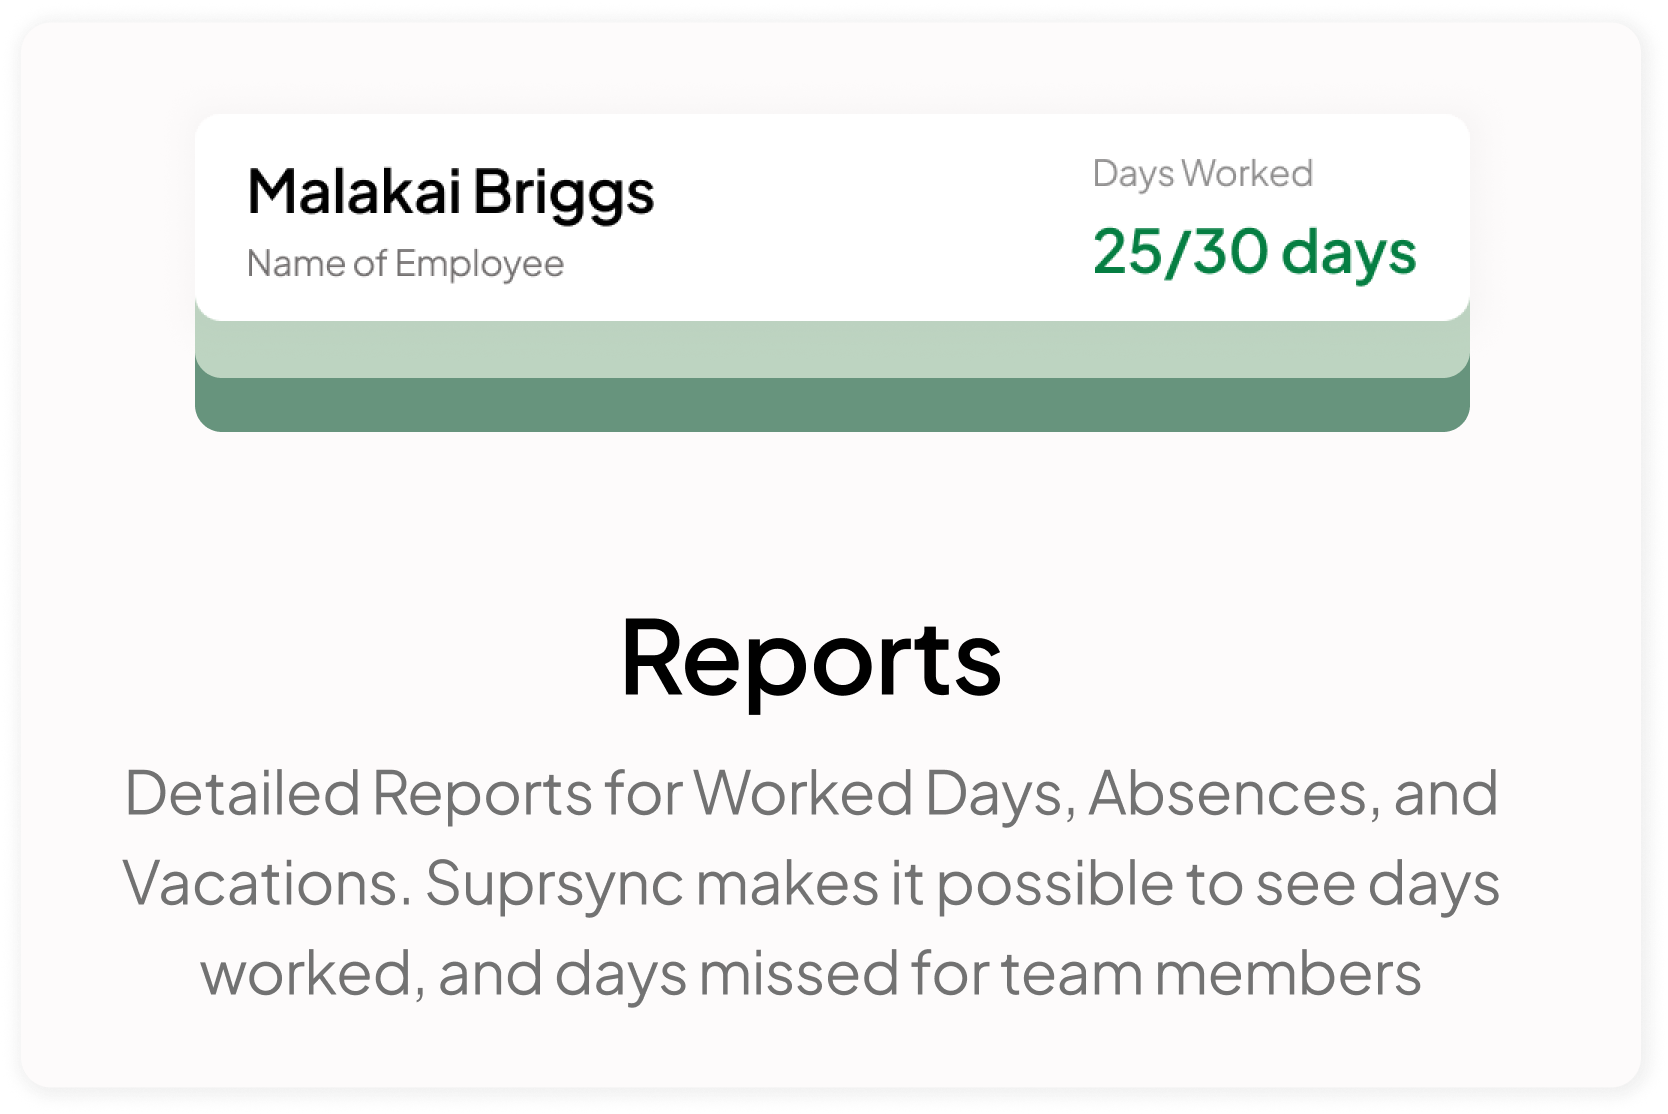 Malakai Briggs
Name of Employee
Days Worked
25/30 days
Reports
Detailed Reports for Worked Days, Absences, and
Vacations. Suprsync makes it possible to see days
worked, and days missed for team members